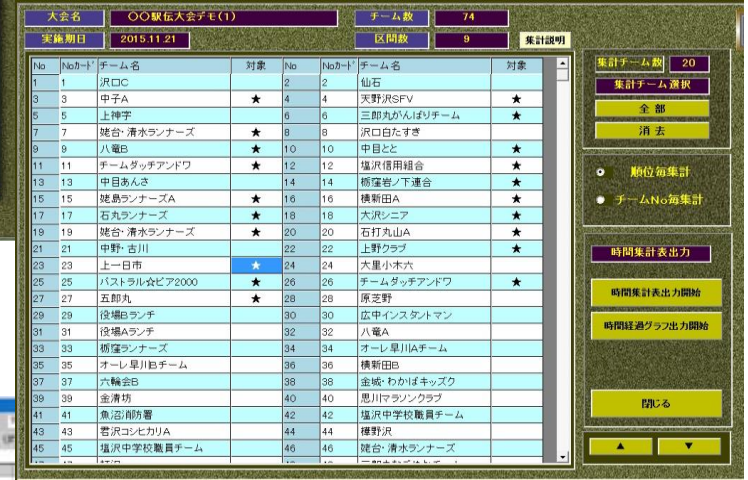 大会名 〇〇駅伝大会デモ(1) チーム数 74
実施期日 2015.11.21 区間数 9 集計説明
No Noカード チーム名 対象 No Noカード チーム名 対象
1 1 沢口C 2 2 仙石
3 3 中子A ★ 4 4 天野沢SFV ★
5 5 上神字 6 6 三郎丸がんばりチーム ★
7 7 姥台・清水ランナーズ ★ 8 8 沢口白たすき
9 9 八竜B ★ 10 10 中目とと ★
11 11 チームダッチアンドワ ★ 12 12 塩沢信用組合 ★
13 13 中目あんさ 14 14 栃窪岩ノ下連合 ★
15 15 姥島ランナーズA ★ 16 16 横新田A ★
17 17 石丸ランナーズ ★ 18 18 大沢シニア ★
19 19 姥台・清水ランナーズ ★ 20 20 石打丸山A ★
21 21 中野・古川 22 22 上野クラブ ★
23 23 上一日市 ★ 24 24 大里小木六
25 25 パストラル☆ピア2000 ★ 26 26 チームダッチアンドワ ★
27 27 五郎丸 ★ 28 28 原芝野
29 29 役場Bランチ 30 30 広中インスタントマン
31 31 役場Aランチ 32 32 八竜A
33 33 栃窪ランナーズ 34 34 オーレ早川Aチーム
35 35 オーレ早川Bチーム 36 36 横新田B
37 37 六輪会B 38 38 金城・わかばキッズク
39 39 金清坊 40 40 思川マラソンクラブ
41 41 魚沼消防署 42 42 塩沢中学校職員チーム
43 43 君沢コシヒカリA 44 44 樺野沢
45 45 塩沢中学校職員チーム 46 46 姥台・清水ランナーズ
集計チーム数 20
集計チーム選択
全部
消去
順位毎集計
チームNo毎集計
時間集計表出力
時間集計表出力開始
時間経過グラフ出力開始
閉じる
▲ ▼